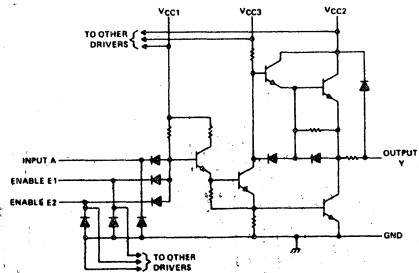 VCC1 VCC3 VCC2
TO OTHER
DRIVERS
INPUT A
ENABLE E1
ENABLE E2
OUTPUT
Y
GND
TO OTHER
DRIVERS